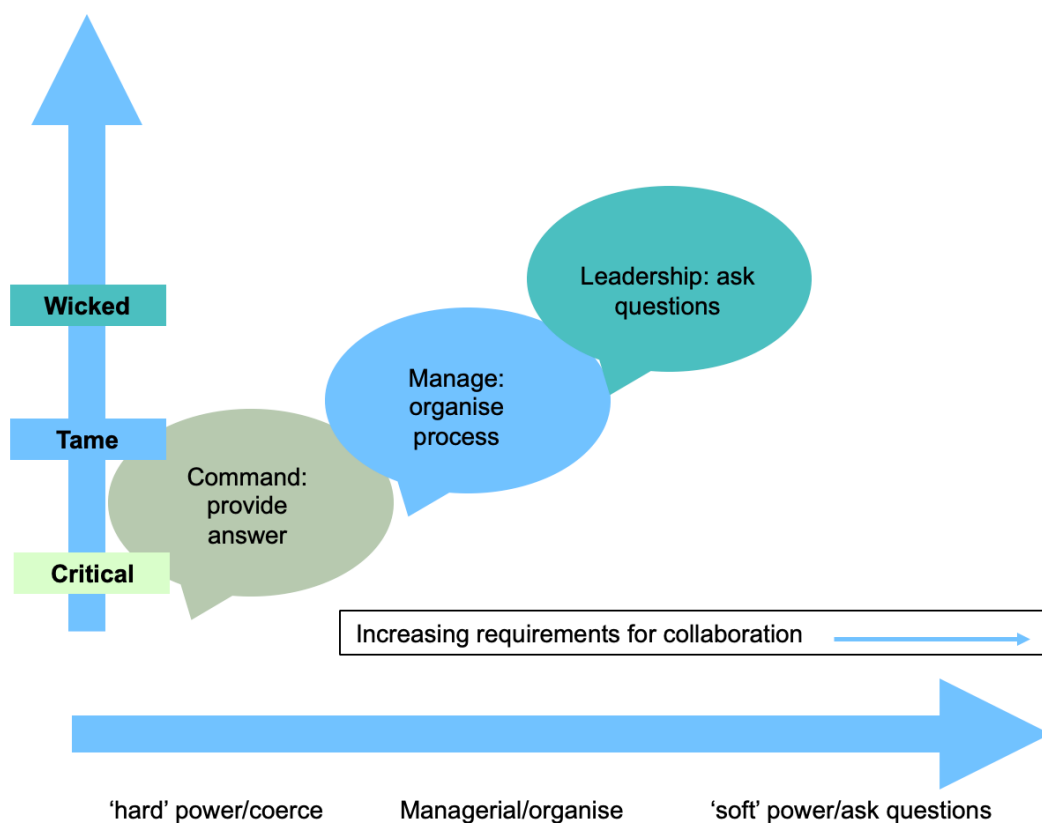 Leadership: ask
questions
Wicked
Manage:
organise
process
Tame
Command:
provide
answer
Critical
Increasing requirements for collaboration
‘hard’ power/coerce
Managerial/organise
‘soft’ power/ask questions